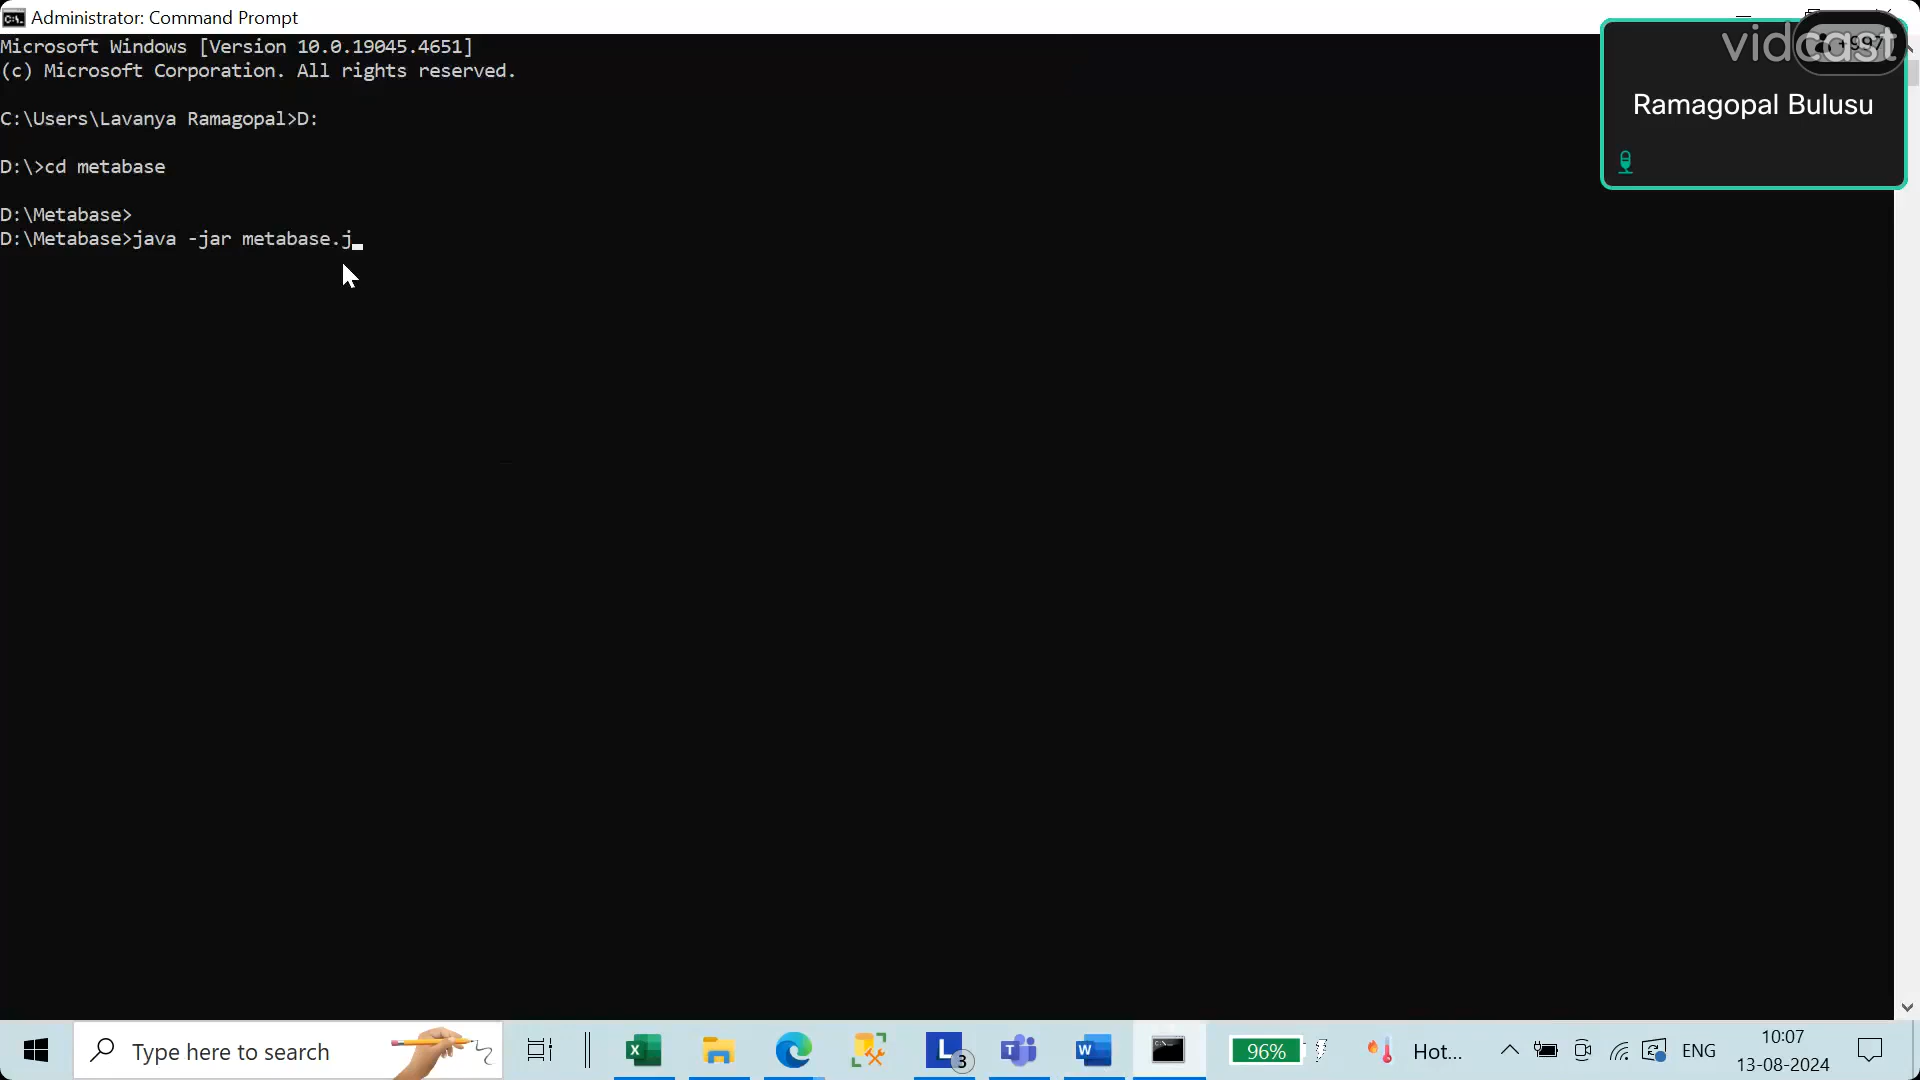 Administrator: Command Prompt
Microsoft Windows [Version 10.0.19045.4651]
(c) Microsoft Corporation. All rights reserved.
C:\Users\Lavanya Ramagopal>D:
D:\>cd metabase
D:\Metabase>
D:\Metabase>java -jar metabase.j
vidcast
Ramagopal Bulusu
Type here to search
L
3
96%
Hot...
ENG
10:07
13-08-2024